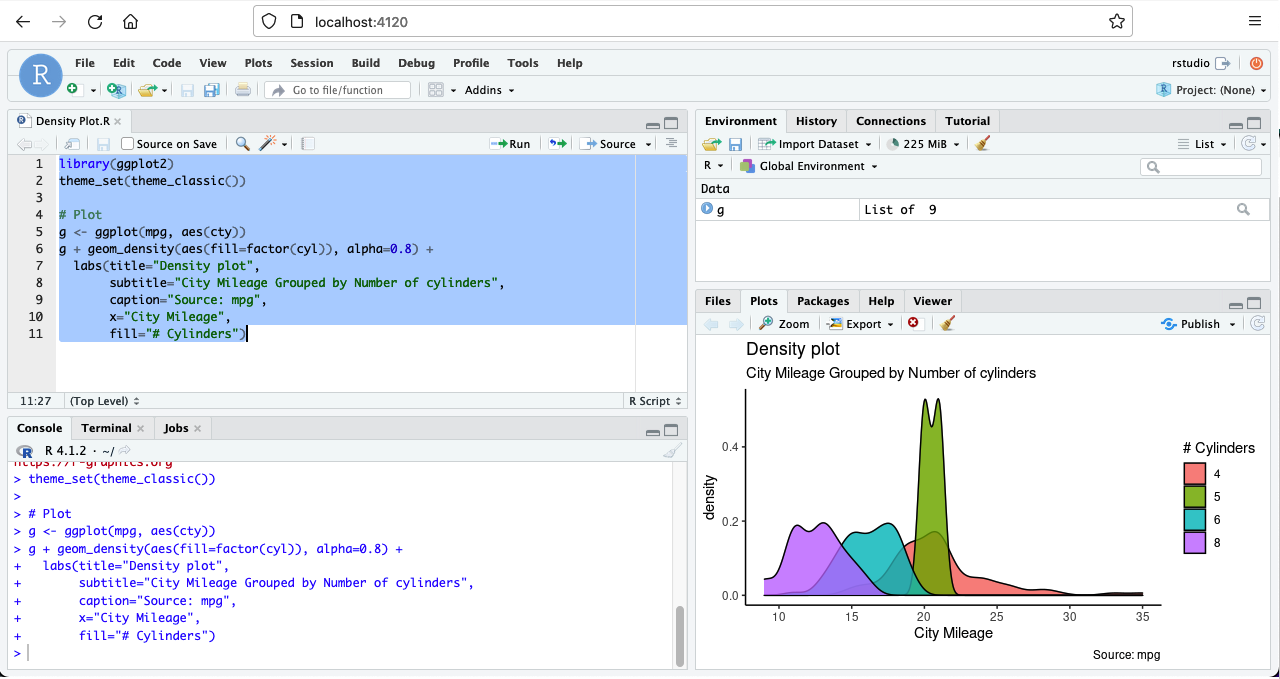 localhost:4120
R File Edit Code View Plots Session Build Debug Profile Tools Help rstudio
Go to file/function Addins Project: (None)
Density Plot.R
Source on Save Run Source
1 library(ggplot2)
2 theme_set(theme_classic())
3
4 # Plot
5 g <- ggplot(mpg, aes(cty))
6 g + geom_density(aes(fill=factor(cyl)), alpha=0.8) +
7 labs(title="Density plot",
8 subtitle="City Mileage Grouped by Number of cylinders",
9 caption="Source: mpg",
10 x="City Mileage",
11 fill="# Cylinders")
11:27 (Top Level) R Script
Console Terminal Jobs
R R 4.1.2 · ~/
https://r-graphics.org
> theme_set(theme_classic())
>
> # Plot
> g <- ggplot(mpg, aes(cty))
> g + geom_density(aes(fill=factor(cyl)), alpha=0.8) +
+ labs(title="Density plot",
+ subtitle="City Mileage Grouped by Number of cylinders",
+ caption="Source: mpg",
+ x="City Mileage",
+ fill="# Cylinders")
>
Environment History Connections Tutorial
Import Dataset 225 MiB List
R Global Environment
Data
g List of 9
Files Plots Packages Help Viewer
Zoom Export Publish
Density plot
City Mileage Grouped by Number of cylinders
0.4
0.2
0.0
density
10 15 20 25 30 35
City Mileage
# Cylinders
4
5
6
8
Source: mpg